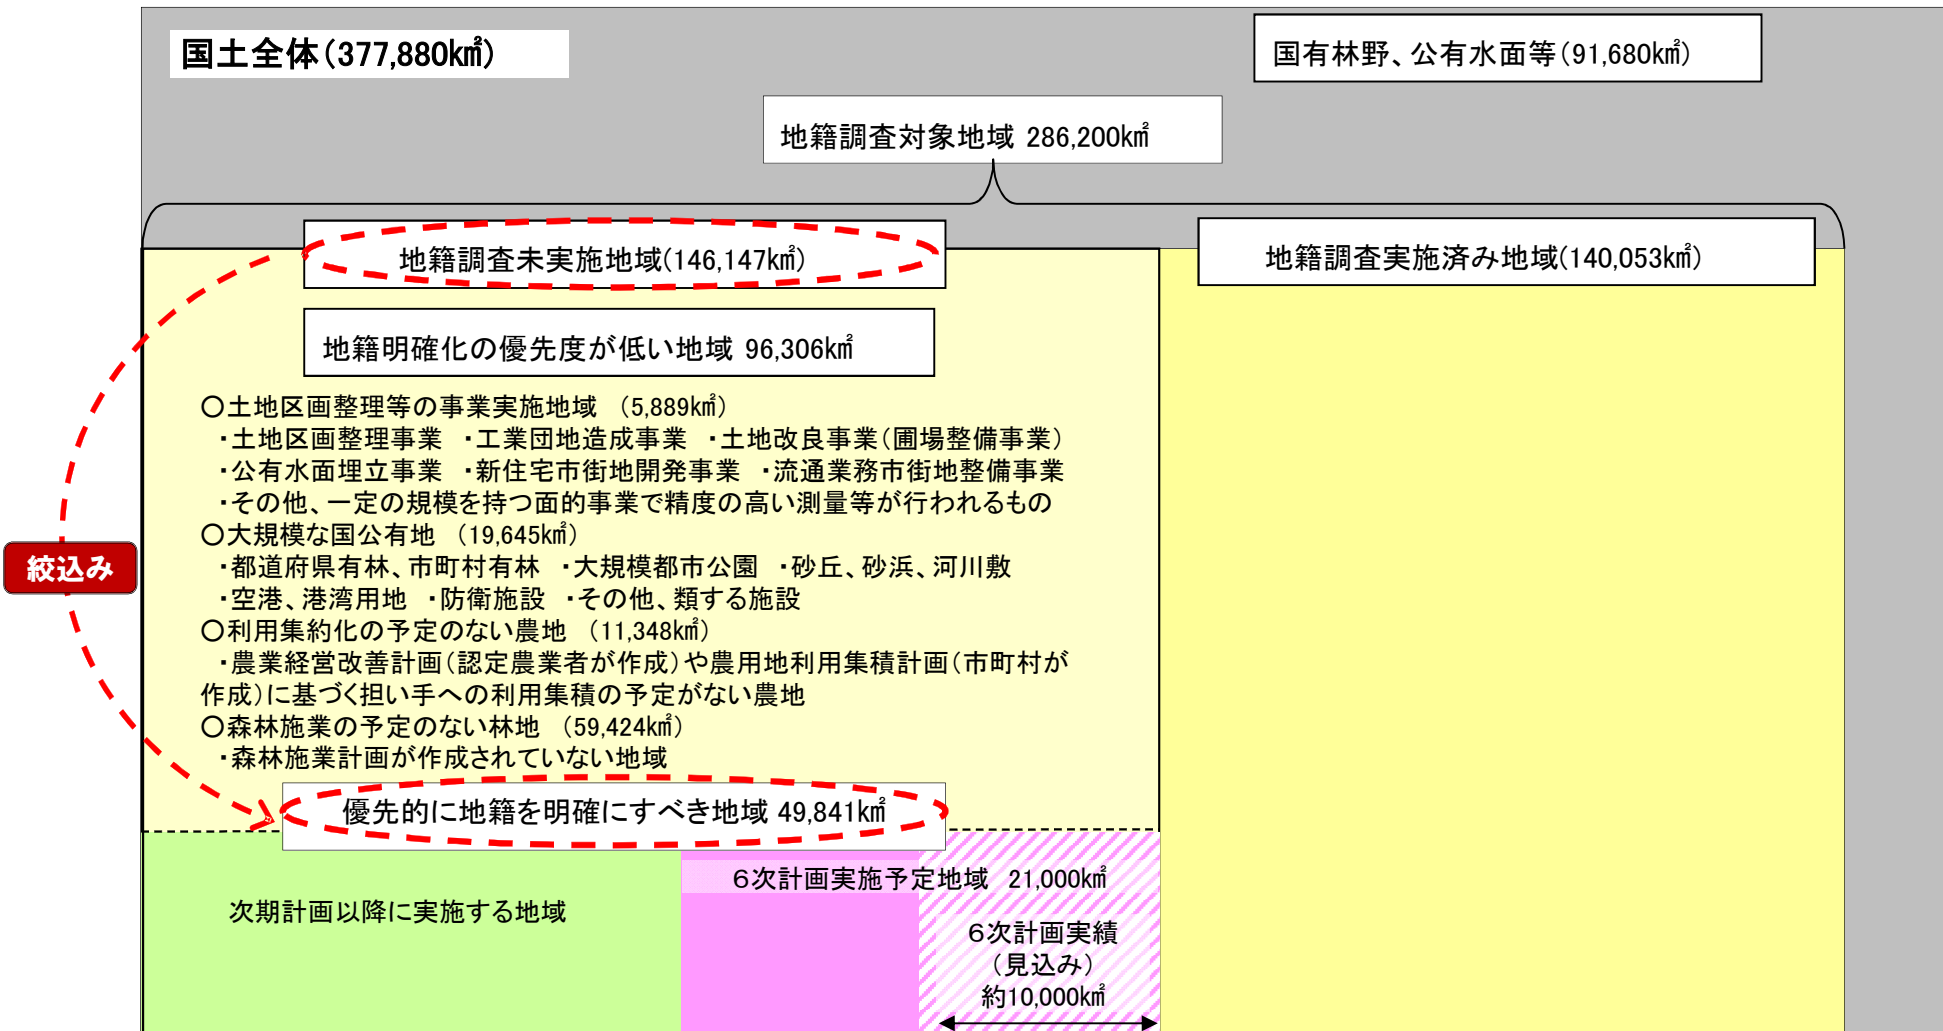 国土全体（377,880k㎡）
国有林野、公有水面等（91,680k㎡）
地籍調査対象地域 286,200k㎡
地籍調査未実施地域(146,147k㎡)
地籍調査実施済み地域(140,053k㎡)
地籍明確化の優先度が低い地域 96,306k㎡
○土地区画整理等の事業実施地域 （5,889k㎡）
・土地区画整理事業 ・工業団地造成事業 ・土地改良事業（圃場整備事業）
・公有水面埋立事業 ・新住宅市街地開発事業 ・流通業務市街地整備事業
・その他、一定の規模を持つ面的事業で精度の高い測量等が行われるもの
○大規模な国公有地 （19,645k㎡）
・都道府県有林、市町村有林 ・大規模都市公園 ・砂丘、砂浜、河川敷
・空港、港湾用地 ・防衛施設 ・その他、類する施設
○利用集約化の予定のない農地 （11,348k㎡）
・農業経営改善計画（認定農業者が作成）や農用地利用集積計画（市町村が
作成）に基づく担い手への利用集積の予定がない農地
○森林施業の予定のない林地 （59,424k㎡）
・森林施業計画が作成されていない地域
絞込み
優先的に地籍を明確にすべき地域 49,841k㎡
6次計画実施予定地域 21,000k㎡
次期計画以降に実施する地域
6次計画実績
（見込み）
約10,000k㎡